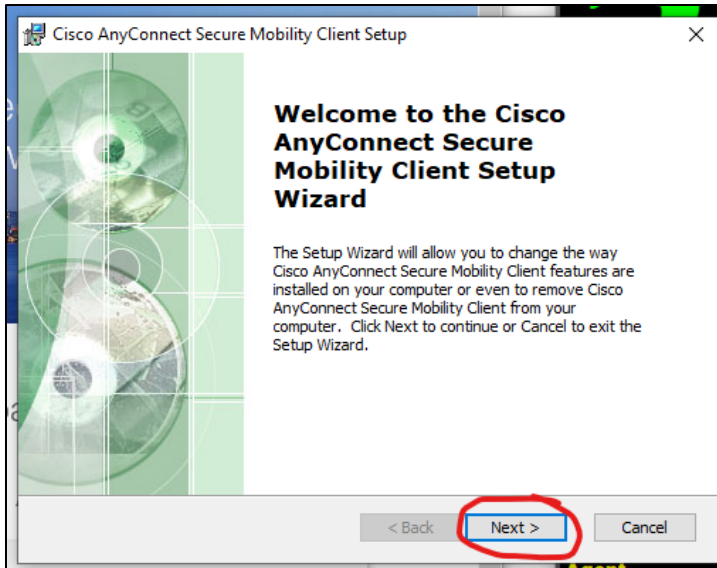 Cisco AnyConnect Secure Mobility Client Setup
Welcome to the Cisco
AnyConnect Secure
Mobility Client Setup
Wizard
The Setup Wizard will allow you to change the way
Cisco AnyConnect Secure Mobility Client features are
installed on your computer or even to remove Cisco
AnyConnect Secure Mobility Client from your
computer. Click Next to continue or Cancel to exit the
Setup Wizard.
< Back Next > Cancel